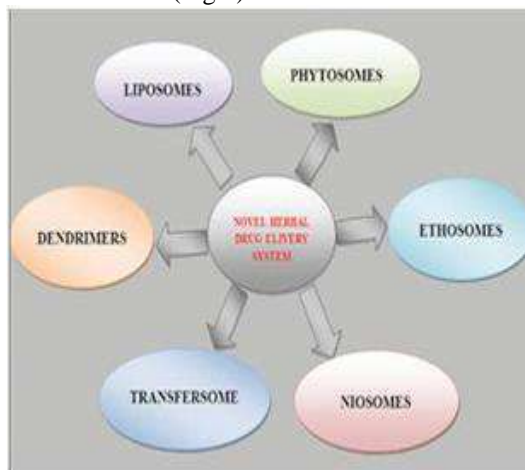 LIPOSOMES
PHYTOSOMES
DENDRIMERS
NOVEL HERBAL
DRUG ELIVERY
SYSTEM
ETHOSOMES
TRANSFERSOME
NIOSOMES